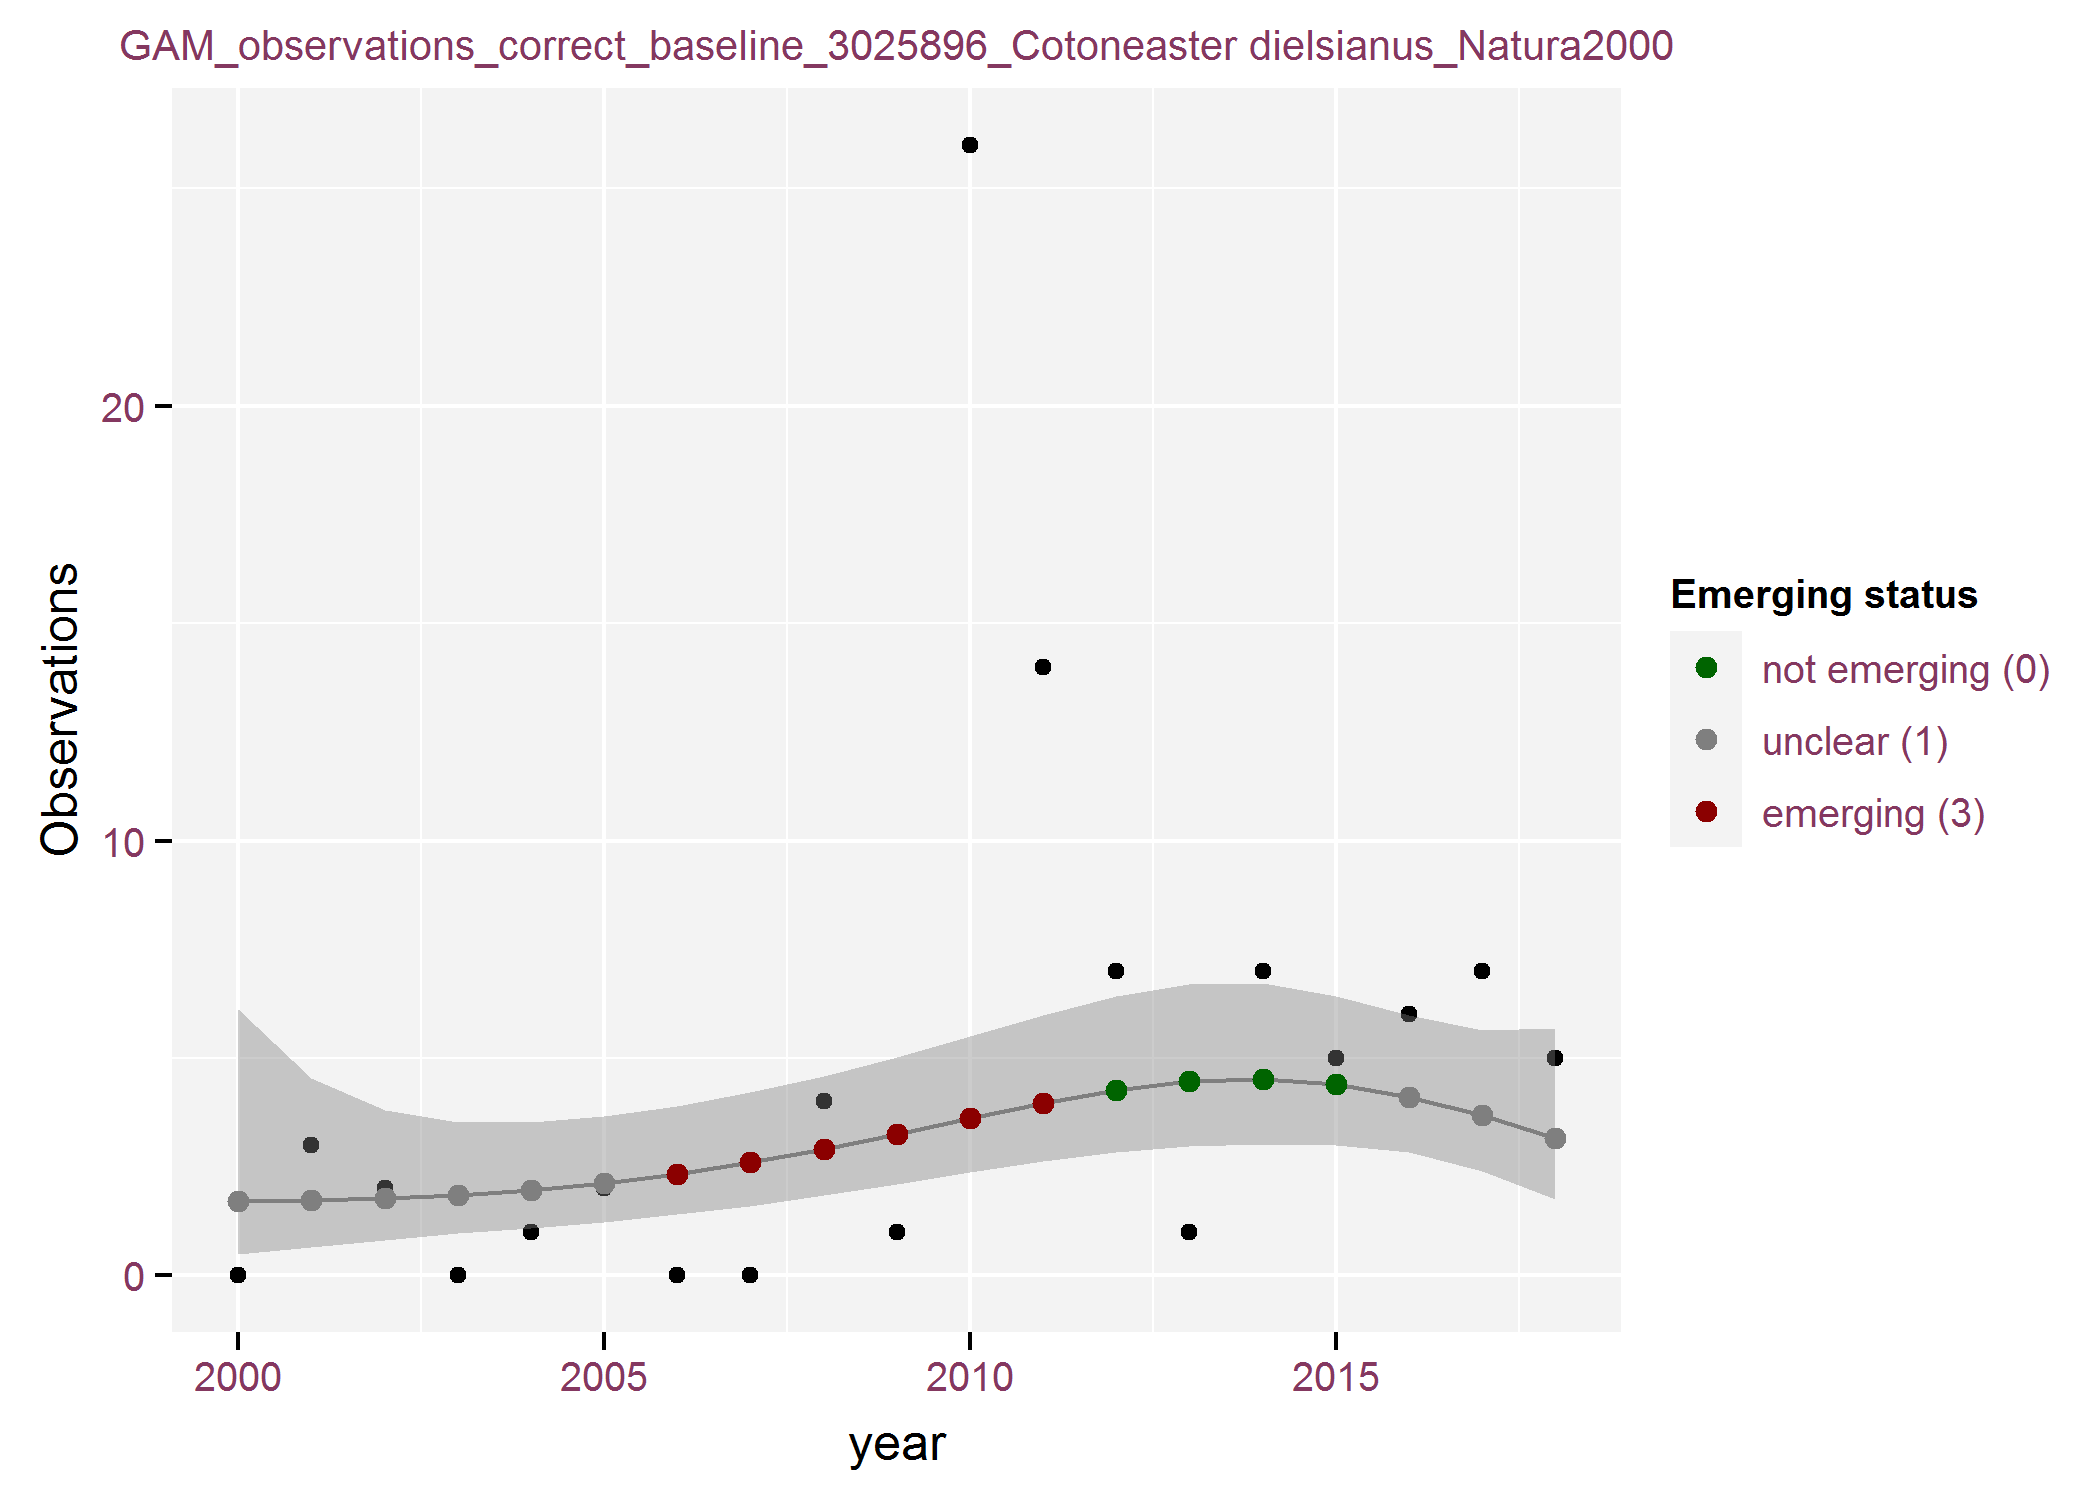 GAM_observations_correct_baseline_3025896_Cotoneaster dielsianus_Natura2000
Observations
20
10
0
2000 2005 2010 2015
year
Emerging status
not emerging (0)
unclear (1)
emerging (3)